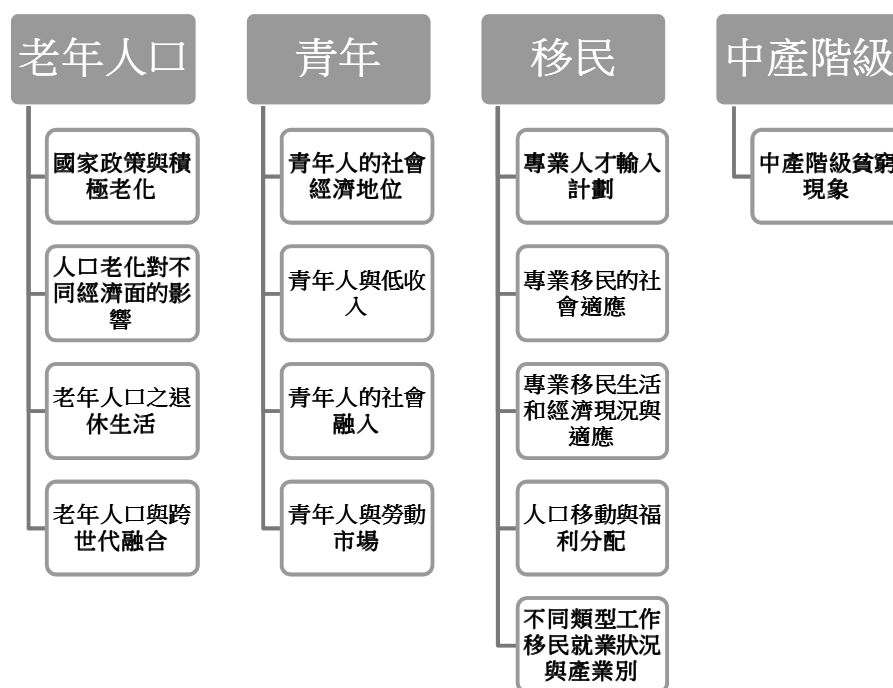 老年人口
國家政策與積
極老化
人口老化對不
同經濟面的影
響
老年人口之退
休生活
老年人口與跨
世代融合
青年
青年人的社會
經濟地位
青年人與低收
入
青年人的社會
融入
青年人與勞動
市場
移民
專業人才輸入
計劃
專業移民的社
會適應
專業移民生活
和經濟現況與
適應
人口移動與福
利分配
不同類型工作
移民就業狀況
與產業別
中產階級
中產階級貧窮
現象